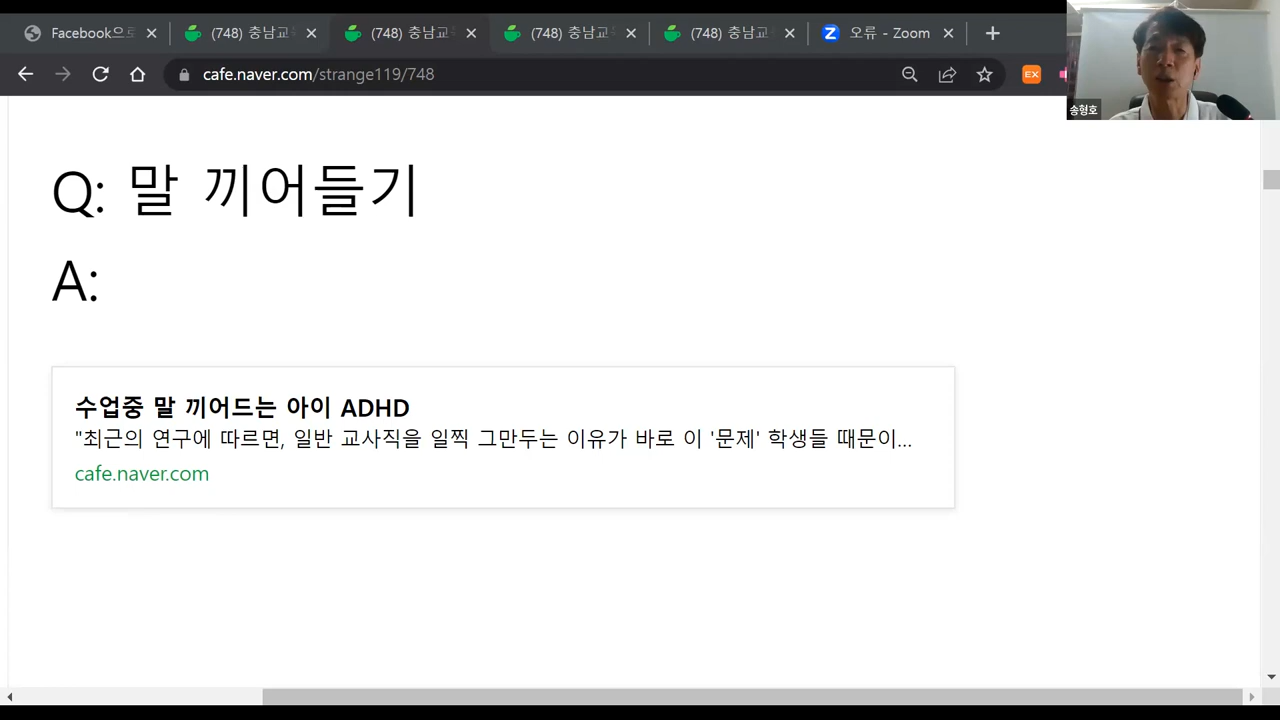 Facebook으로
(748) 충남교
(748) 충남교
(748) 충남교
(748) 충남교
오류 - Zoom
cafe.naver.com/strange119/748
EX
송형호
Q: 말 끼어들기
A:
수업중 말 끼어드는 아이 ADHD
"최근의 연구에 따르면, 일반 교사직을 일찍 그만두는 이유가 바로 이 '문제' 학생들 때문이...
cafe.naver.com